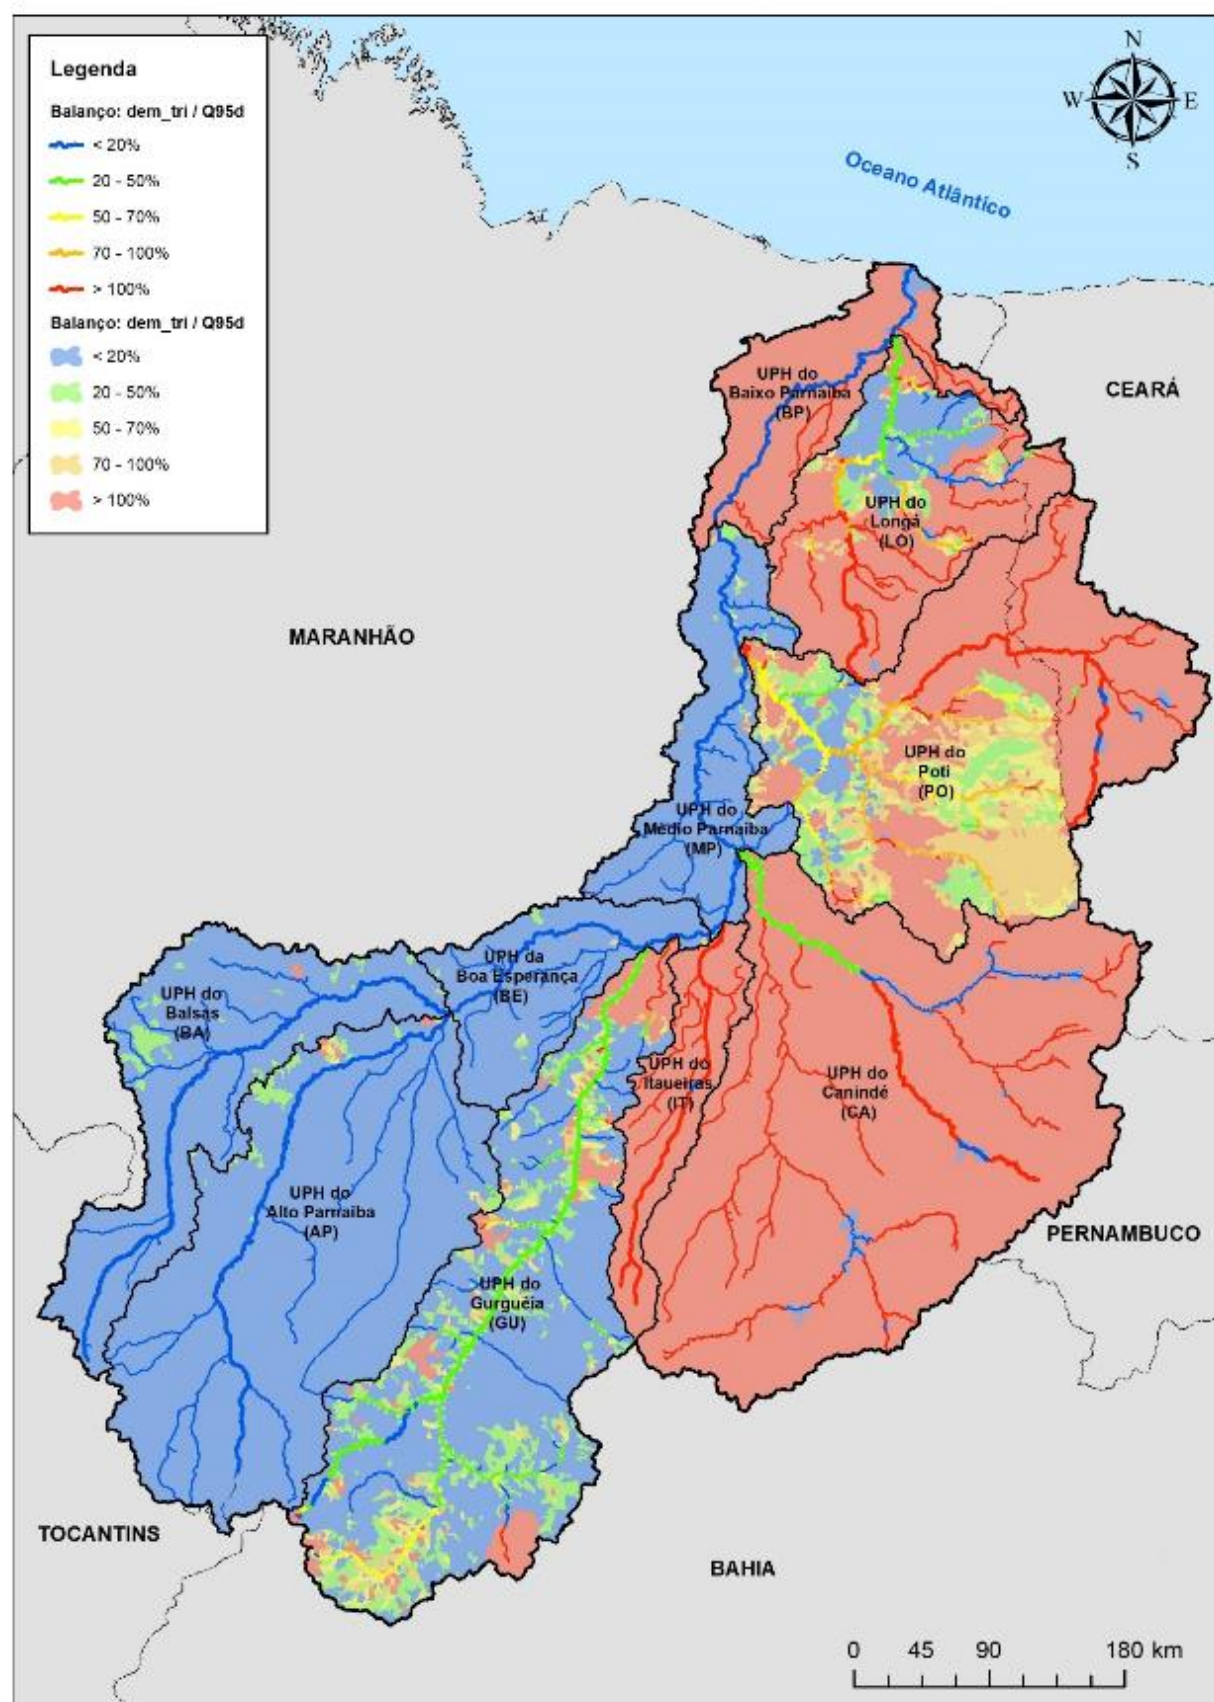 Legenda
Balanço: dem_tri / Q95d
< 20%
20 - 50%
50 - 70%
70 - 100%
> 100%
Balanço: dem_tri / Q95d
< 20%
20 - 50%
50 - 70%
70 - 100%
> 100%
N
W
E
S
Oceano Atlântico
CEARÁ
UPH do
Baixo Parnaiba
(BP)
UPH do
Longá
(LO)
MARANHÃO
UPH do
Poti
(PO)
UPH do
Médio Parnaiba
(MP)
UPH da
Boa Esperança
(BE)
UPH do
Balsas
(BA)
UPH do
Itaueiras
(IT)
UPH do
Canindé
(CA)
UPH do
Alto Parnaiba
(AP)
PERNAMBUCO
UPH do
Gurguéia
(GU)
TOCANTINS
BAHIA
0 45 90 180 km